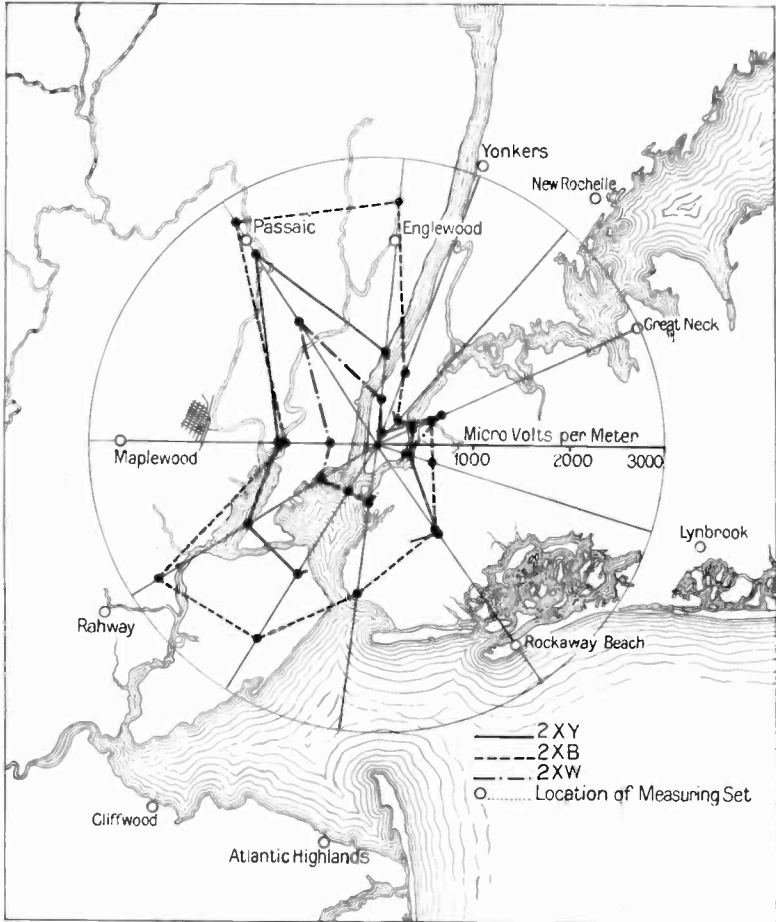 Yonkers
New Rochelle
Passaic
Englewood
Great Neck
Micro Volts per Meter
1000 2000 3000
Maplewood
Lynbrook
Rahway
Rockaway Beach
2XY
2XB
2XW
Location of Measuring Set
Cliffwood
Atlantic Highlands